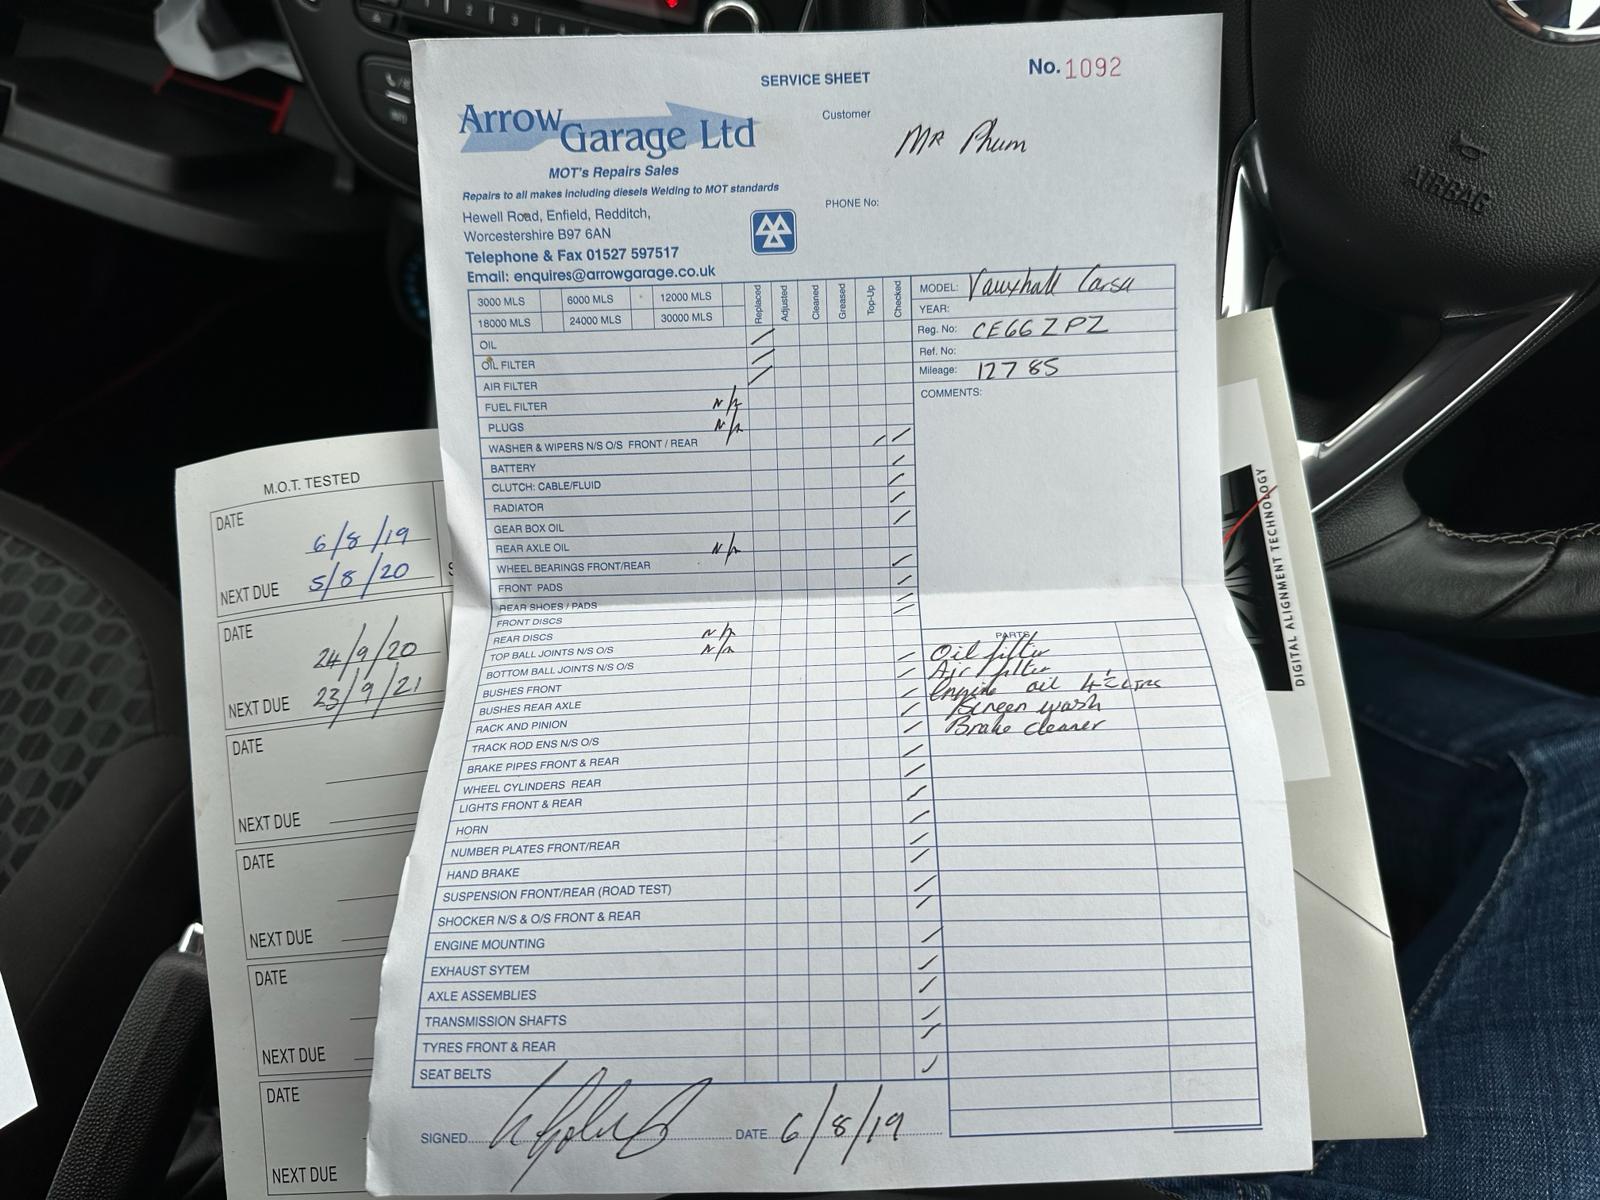 SERVICE SHEET
No. 1092
Arrow Garage Ltd
MOT's Repairs Sales
Repairs to all makes including diesels Welding to MOT standards
Hewell Road, Enfield, Redditch,
Worcestershire B97 6AN
Telephone & Fax 01527 597517
Email: enquires@arrowgarage.co.uk
Customer
MR Phum
PHONE No:
3000 MLS 6000 MLS 12000 MLS
18000 MLS 24000 MLS 30000 MLS
Replaced Adjusted Cleaned Greased Top-Up Checked
OIL
OIL FILTER
AIR FILTER
FUEL FILTER N/A
PLUGS N/A
WASHER & WIPERS N/S O/S FRONT / REAR
BATTERY
CLUTCH: CABLE/FLUID
RADIATOR
GEAR BOX OIL
REAR AXLE OIL N/A
WHEEL BEARINGS FRONT/REAR
FRONT PADS
REAR SHOES / PADS
FRONT DISCS
REAR DISCS N/A
TOP BALL JOINTS N/S O/S N/A
BOTTOM BALL JOINTS N/S O/S
BUSHES FRONT
BUSHES REAR AXLE
RACK AND PINION
TRACK ROD ENS N/S O/S
BRAKE PIPES FRONT & REAR
WHEEL CYLINDERS REAR
LIGHTS FRONT & REAR
HORN
NUMBER PLATES FRONT/REAR
HAND BRAKE
SUSPENSION FRONT/REAR (ROAD TEST)
SHOCKER N/S & O/S FRONT & REAR
ENGINE MOUNTING
EXHAUST SYTEM
AXLE ASSEMBLIES
TRANSMISSION SHAFTS
TYRES FRONT & REAR
SEAT BELTS
MODEL: Vauxhall Corsa
YEAR:
Reg. No: CE66 ZPZ
Ref. No:
Mileage: 12785
COMMENTS:
PARTS
Oil filter
Air filter
Engine oil 4½ LTRS
Screen wash
Brake cleaner
SIGNED
DATE 6/8/19
M.O.T. TESTED
DATE
6/8/19
NEXT DUE 5/8/20
DATE
24/9/20
NEXT DUE 23/9/21
DATE
NEXT DUE
DATE
NEXT DUE
DATE
NEXT DUE
DATE
NEXT DUE
DIGITAL ALIGNMENT TECHNOLOGY
AIRBAG